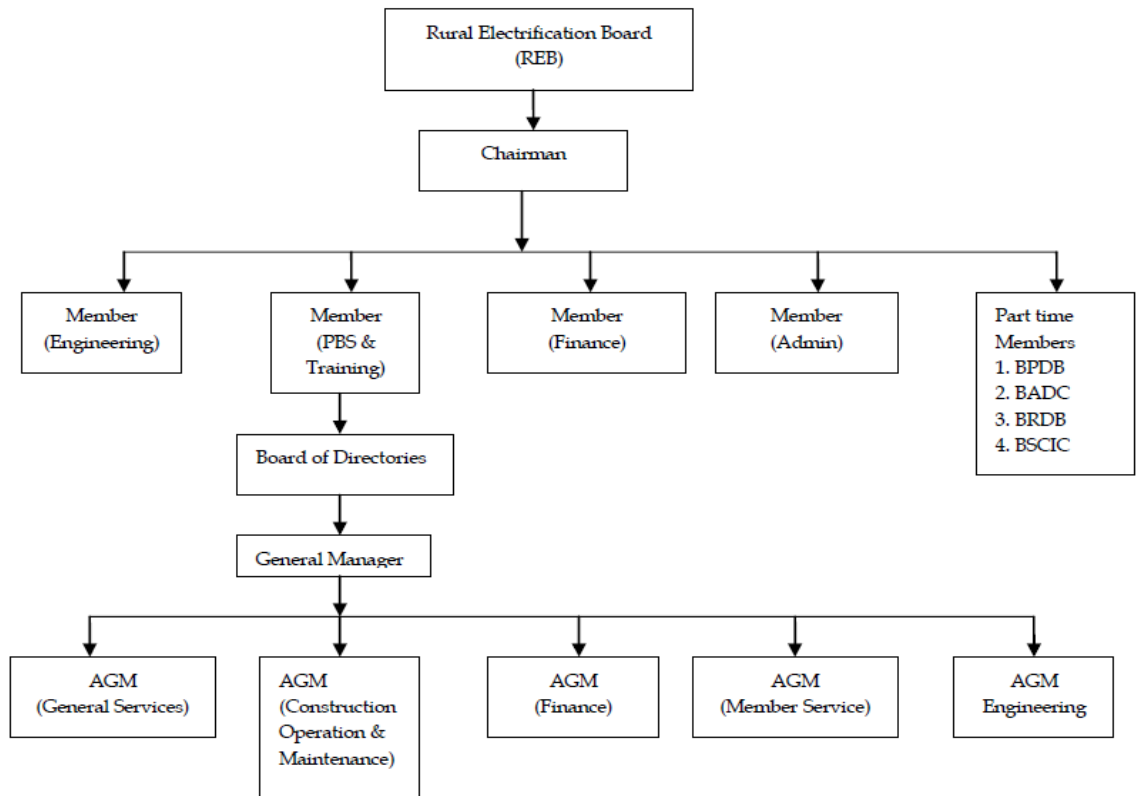 Rural Electrification Board
(REB)
Chairman
Member
(Engineering)
Member
(PBS &
Training)
Member
(Finance)
Member
(Admin)
Part time
Members
1. BPDB
2. BADC
3. BRDB
4. BSCIC
Board of Directories
General Manager
AGM
(General Services)
AGM
(Construction
Operation &
Maintenance)
AGM
(Finance)
AGM
(Member Service)
AGM
Engineering